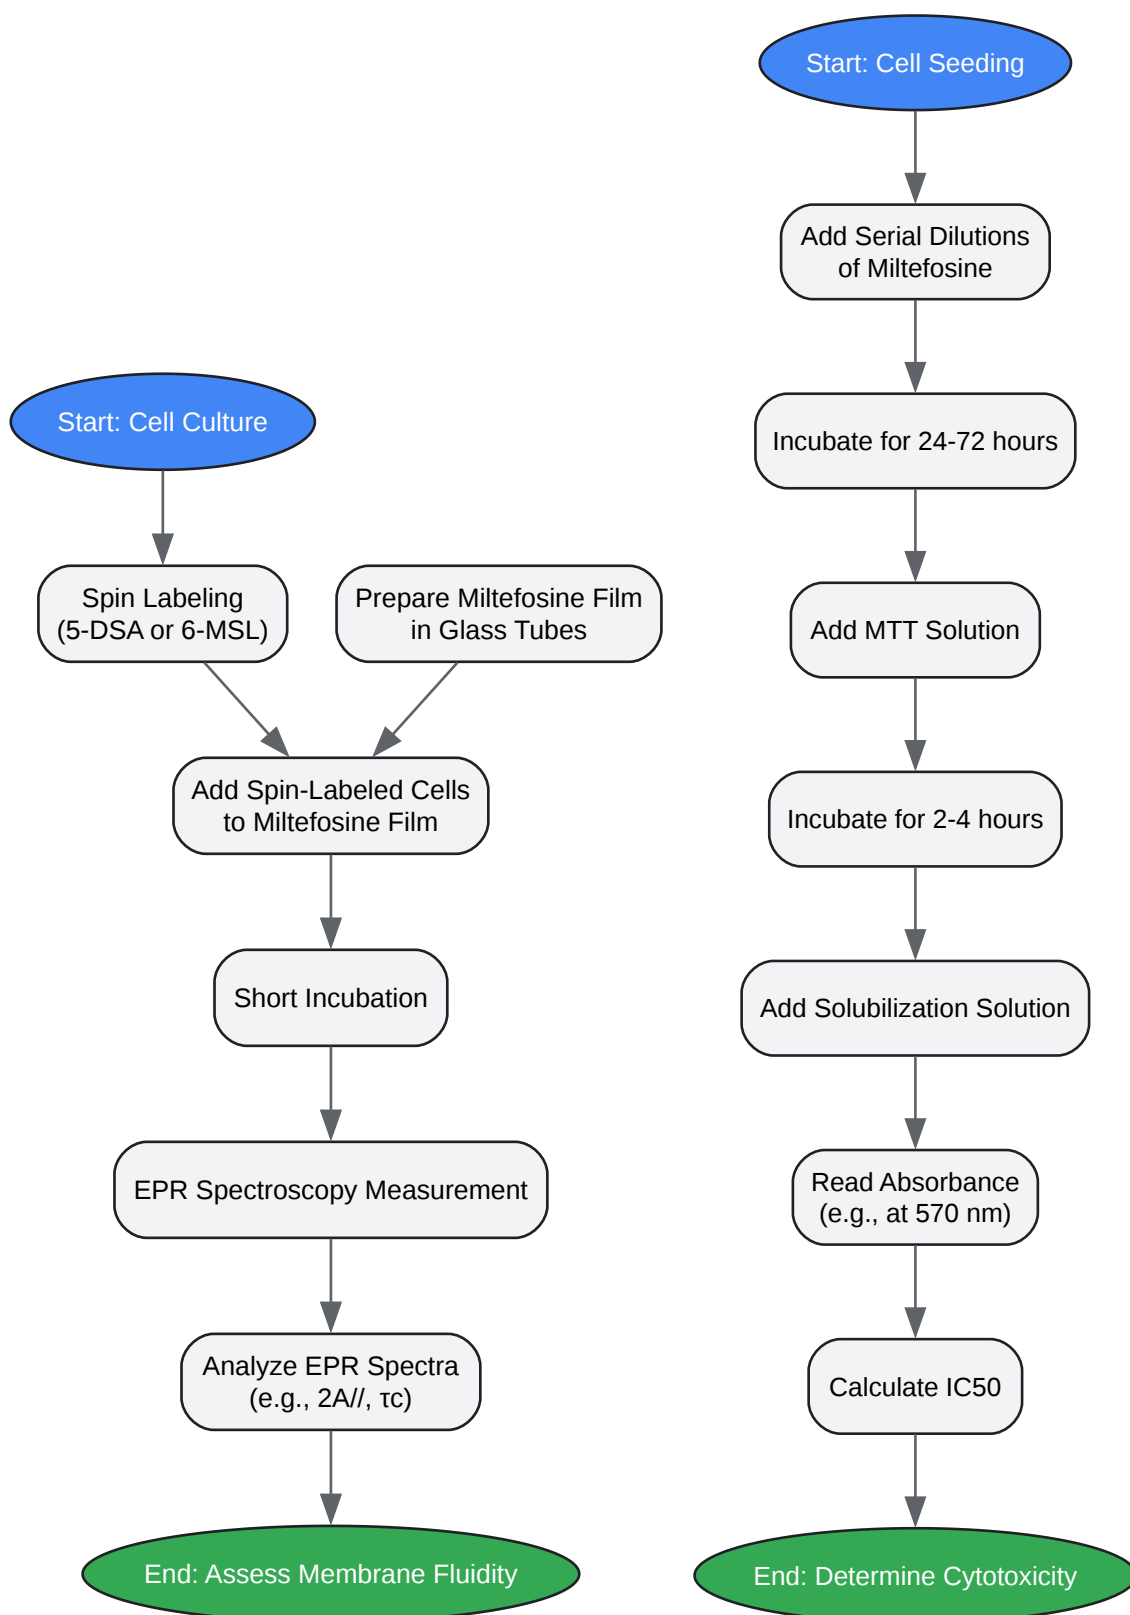 Start: Cell Culture
Spin Labeling
(5-DSA or 6-MSL)
Prepare Miltefosine Film
in Glass Tubes
Add Spin-Labeled Cells
to Miltefosine Film
Short Incubation
EPR Spectroscopy Measurement
Analyze EPR Spectra
(e.g., 2A//, τc)
End: Assess Membrane Fluidity
Start: Cell Seeding
Add Serial Dilutions
of Miltefosine
Incubate for 24-72 hours
Add MTT Solution
Incubate for 2-4 hours
Add Solubilization Solution
Read Absorbance
(e.g., at 570 nm)
Calculate IC50
End: Determine Cytotoxicity